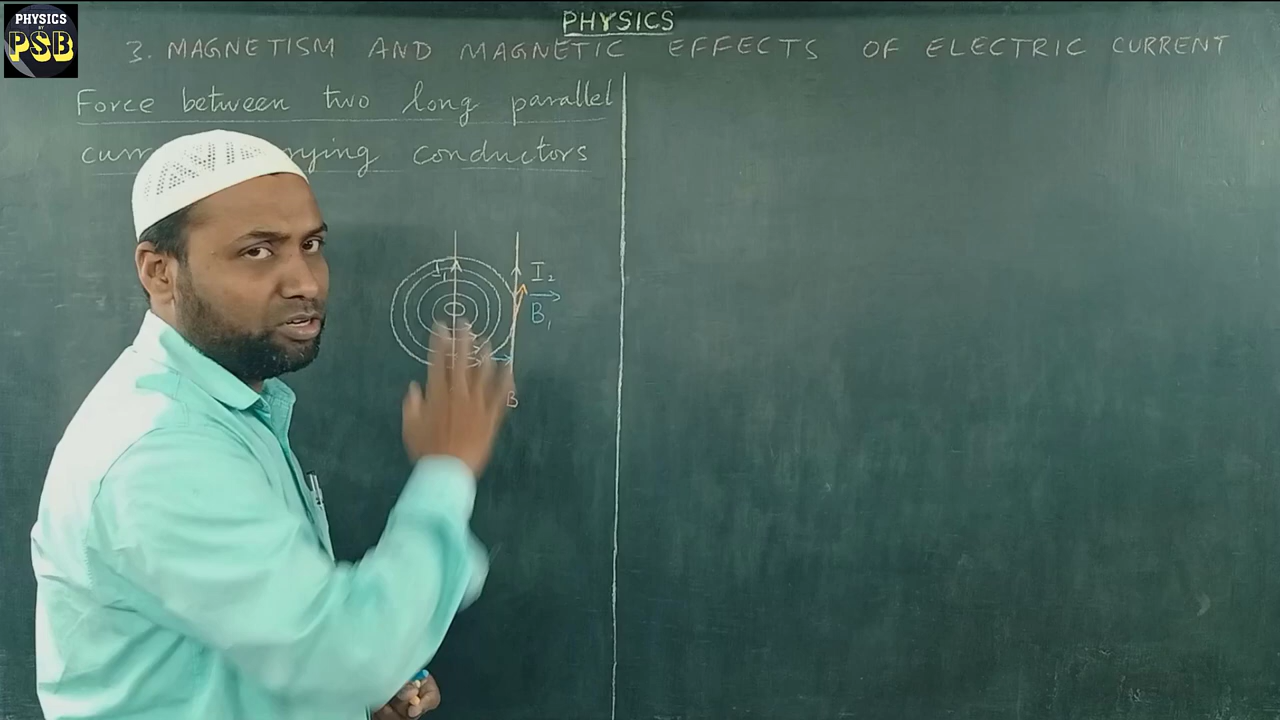 PHYSICS
BY
PSB
PHYSICS
3. MAGNETISM AND MAGNETIC EFFECTS OF ELECTRIC CURRENT
Force between two long parallel
conductors
I₁
I₂
B₁
B